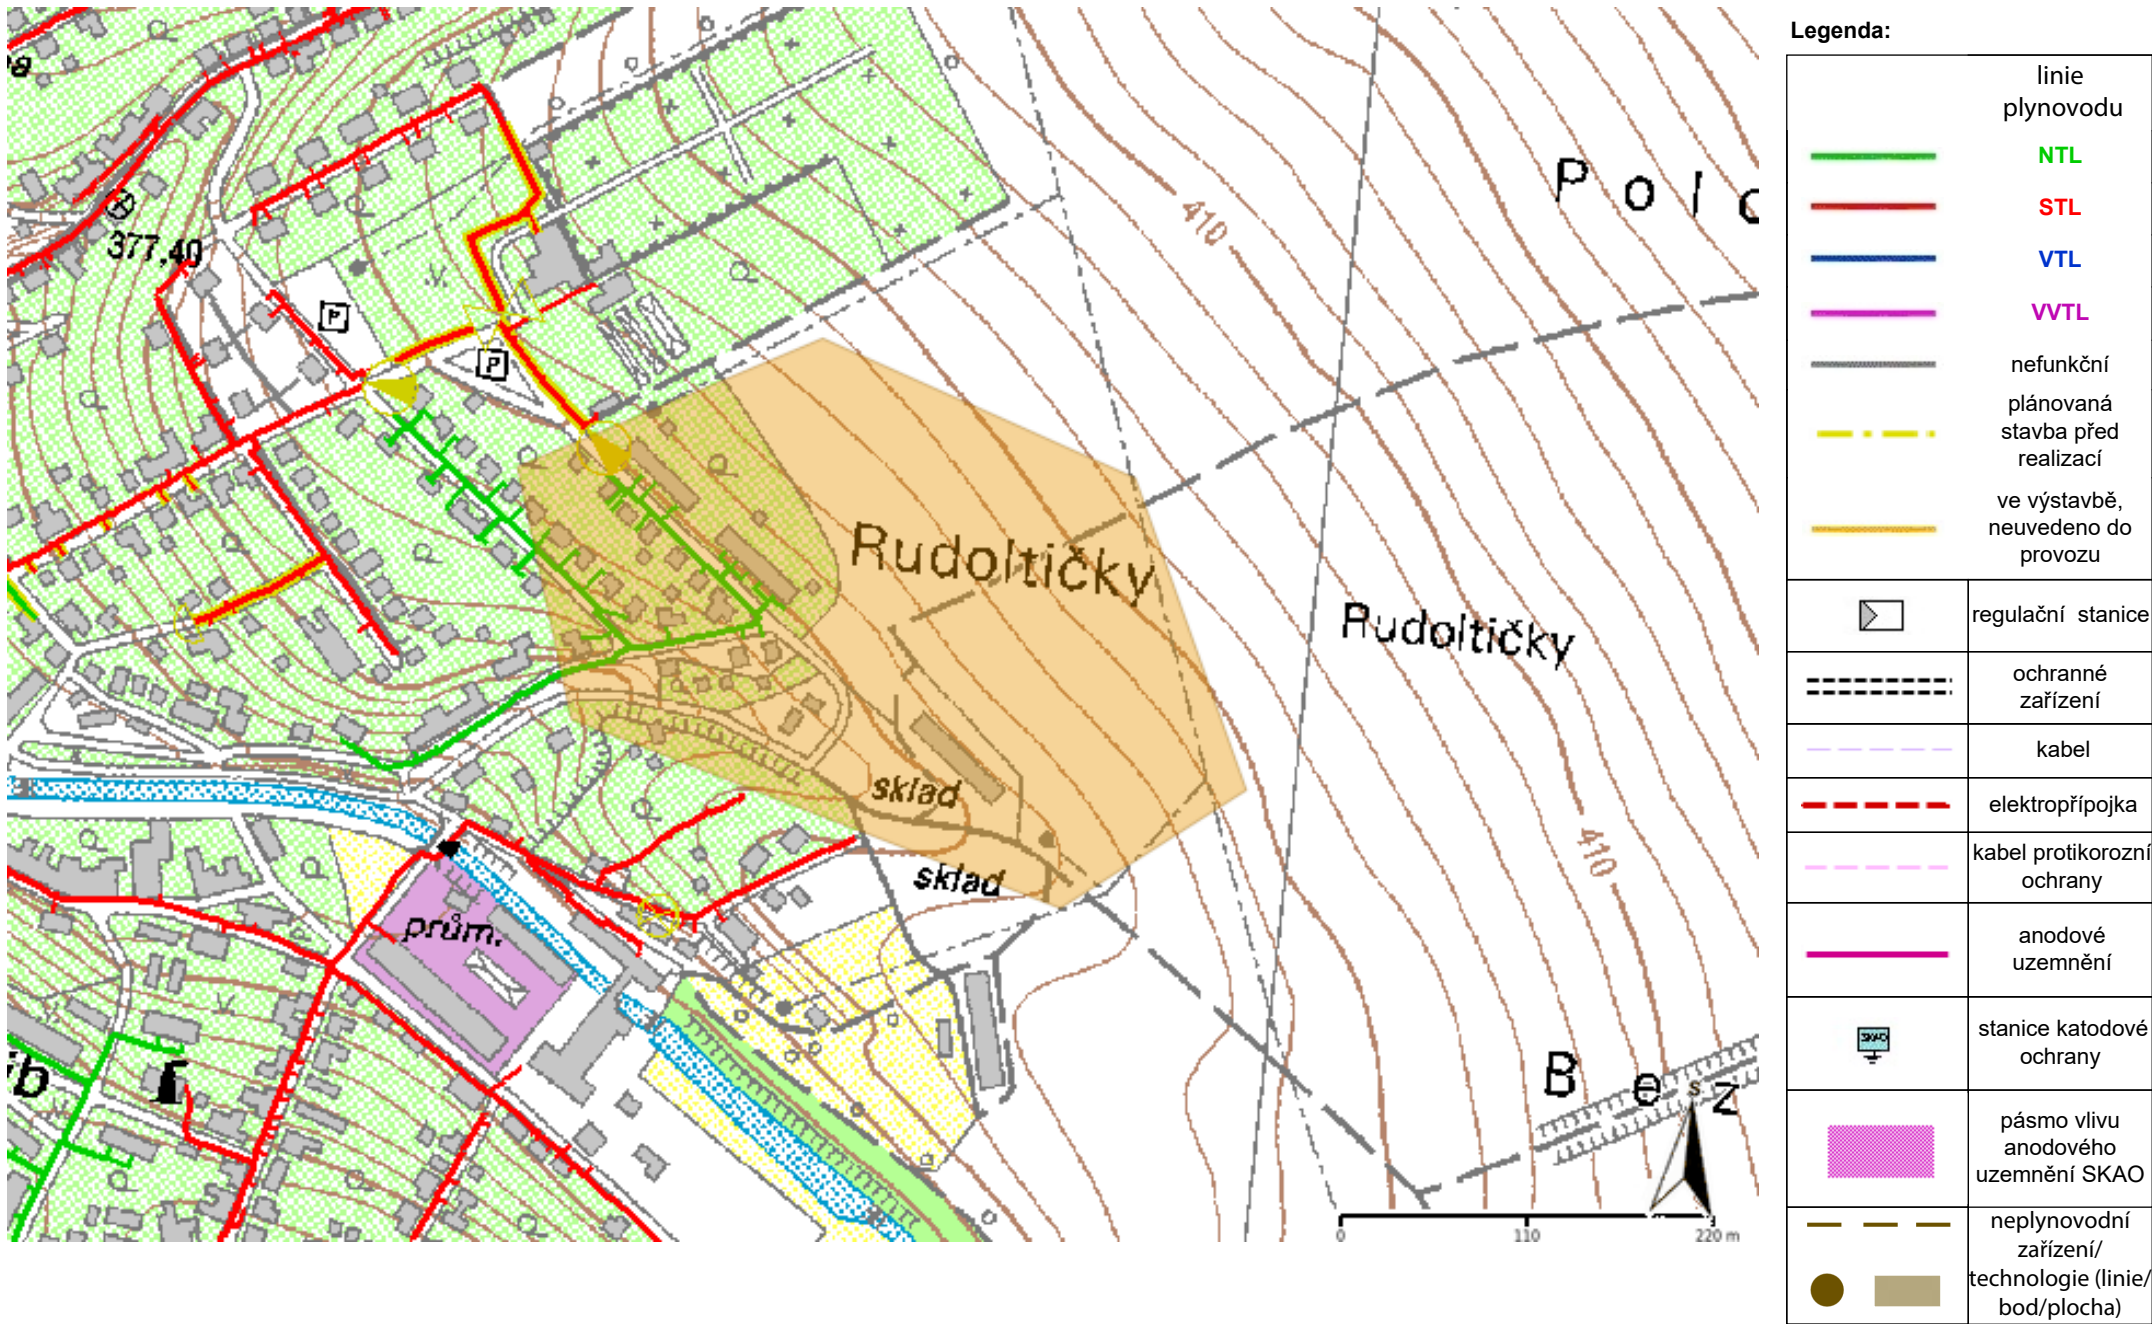 377,40
P
P
410
P o l
Rudoltičky
Rudoltičky
sklad
sklad
410
prům.
B e z
S
0 110 220 m
Legenda:
linie
plynovodu
NTL
STL
VTL
VVTL
nefunkční
plánovaná
stavba před
realizací
ve výstavbě,
neuvedeno do
provozu
regulační stanice
ochranné
zařízení
kabel
elektropřípojka
kabel protikorozní
ochrany
anodové
uzemnění
SKAO
stanice katodové
ochrany
pásmo vlivu
anodového
uzemnění SKAO
neplynovodní
zařízení/
technologie (linie/
bod/plocha)